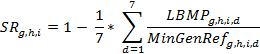 SR_{g,h,i} = 1 - \frac{1}{7} * \sum_{d=1}^{7} \frac{LBMP_{g,h,i,d}}{MinGenRef_{g,h,i,d}}